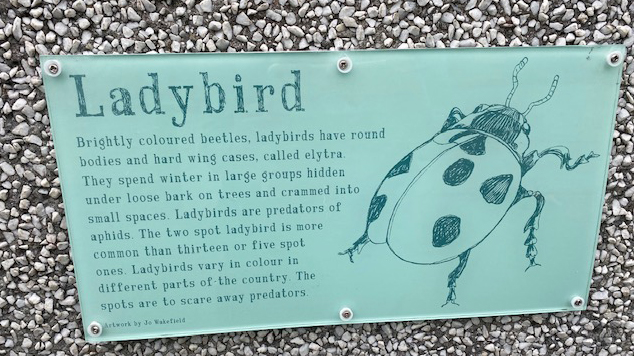 Ladybird
Brightly coloured beetles, ladybirds have round
bodies and hard wing cases, called elytra.
They spend winter in large groups hidden
under loose bark on trees and crammed into
small spaces. Ladybirds are predators of
aphids. The two spot ladybird is more
common than thirteen or five spot
ones. Ladybirds vary in colour in
different parts of the country. The
spots are to scare away predators.
Artwork by Jo Wakefield